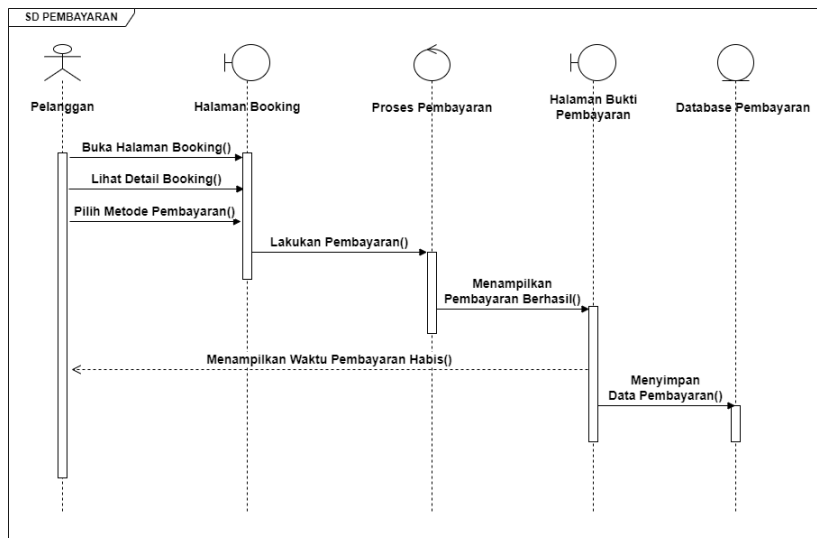 SD PEMBAYARAN
Pelanggan
Halaman Booking
Proses Pembayaran
Halaman Bukti
Pembayaran
Database Pembayaran
Buka Halaman Booking()
Lihat Detail Booking()
Pilih Metode Pembayaran()
Lakukan Pembayaran()
Menampilkan
Pembayaran Berhasil()
Menampilkan Waktu Pembayaran Habis()
Menyimpan
Data Pembayaran()